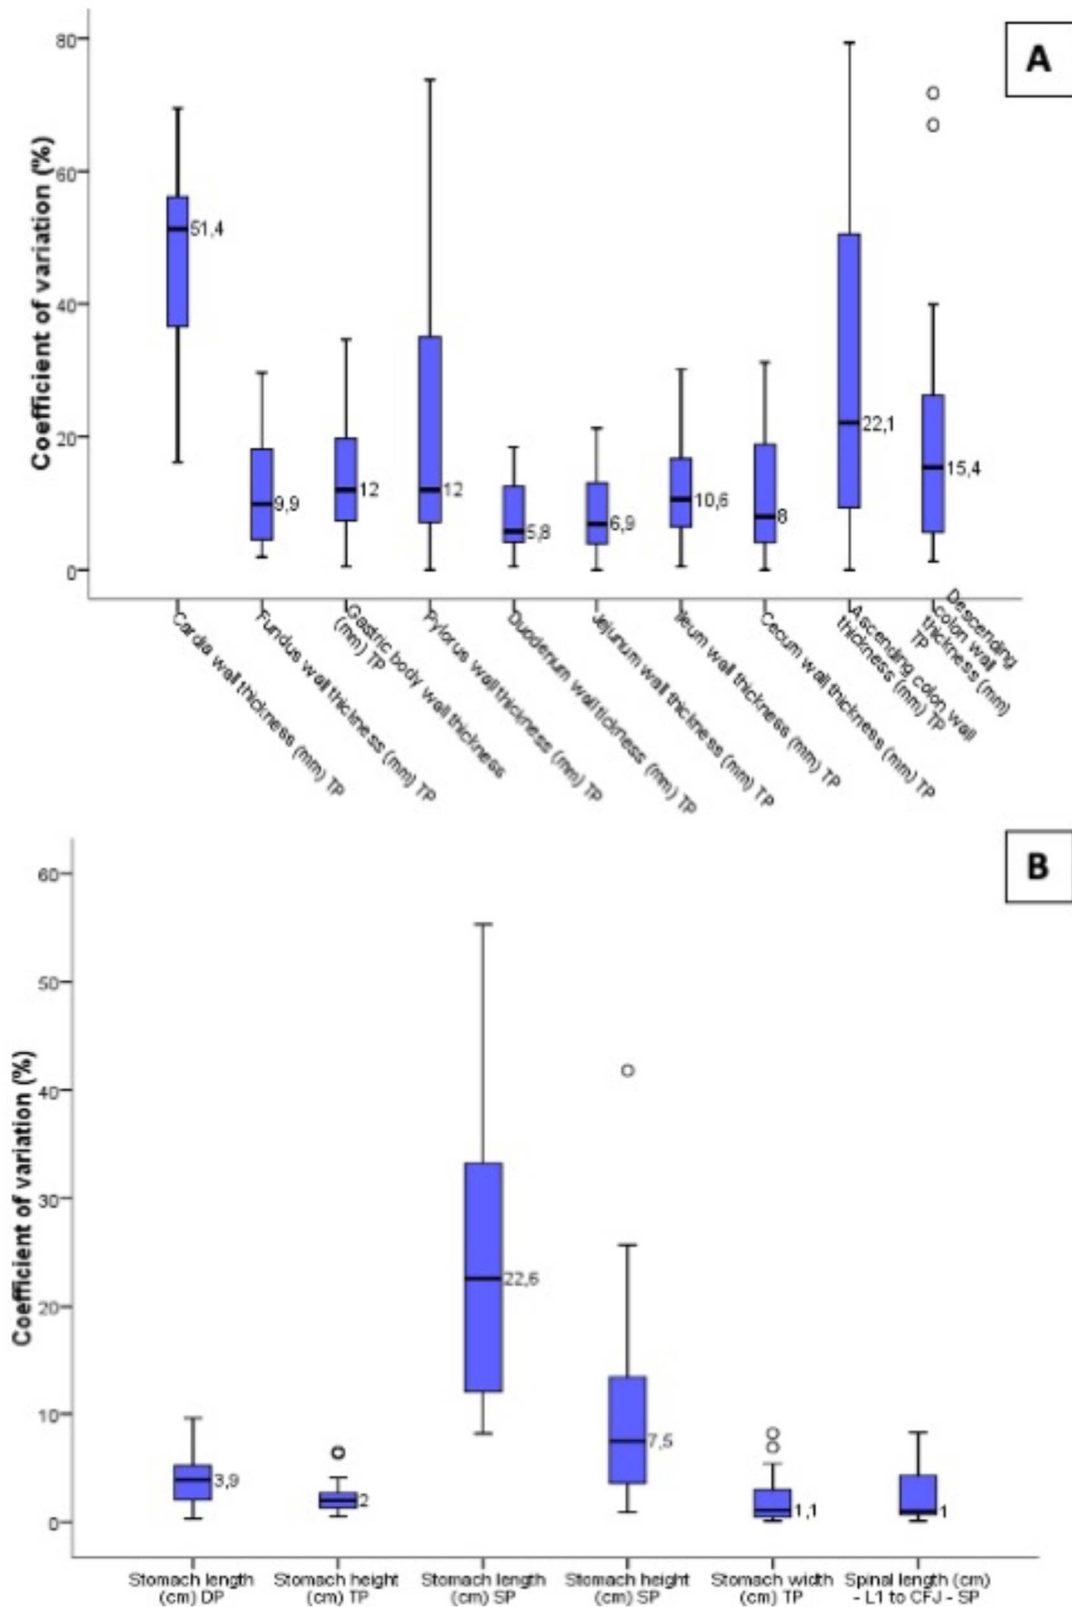 A
Coefficient of variation (%)
80
60
40
20
0
51,4
9,9
12
12
5,8
6,9
10,6
8
22,1
15,4
Cardia wall thickness (mm) TP
Fundus wall thickness (mm) TP
Gastric body wall thickness
(mm) TP
Pylorus wall thickness (mm) TP
Duodenum wall tickness (mm) TP
Jejunum wall thickness (mm) TP
Ileum wall thickness (mm) TP
Cecum wall thickness (mm) TP
Ascending colon wall
thickness (mm) TP
Descending
colon wall
thickness (mm)
TP
B
Coefficient of variation (%)
60
50
40
30
20
10
0
3,9
2
22,6
7,5
1,1
1
Stomach length
(cm) DP
Stomach height
(cm) TP
Stomach length
(cm) SP
Stomach height
(cm) SP
Stomach width
(cm) TP
Spinal length (cm)
- L1 to CFJ - SP